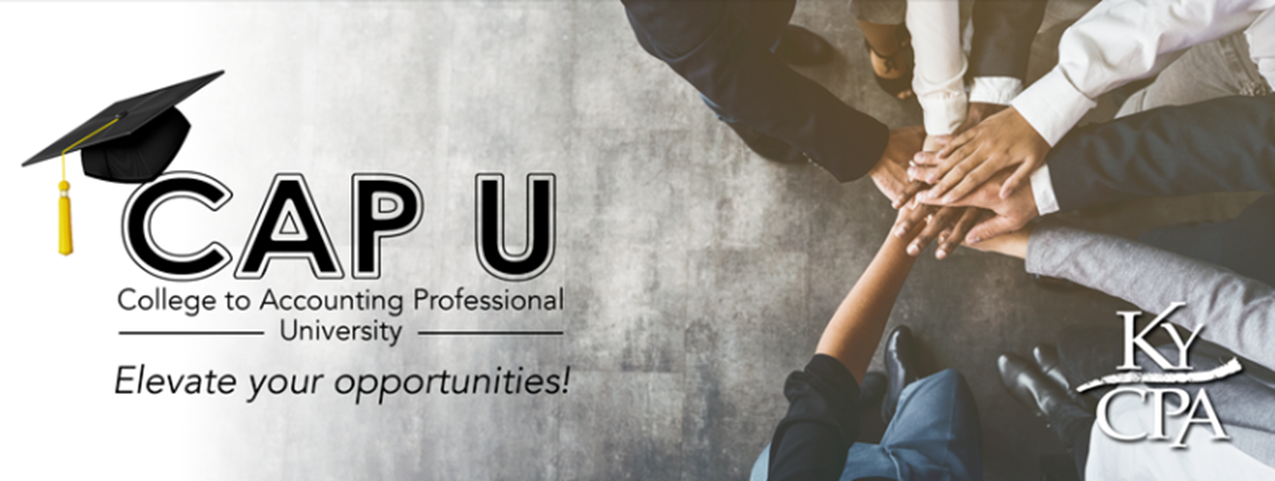 CAP U
College to Accounting Professional
University
Elevate your opportunities!
KY
CPA